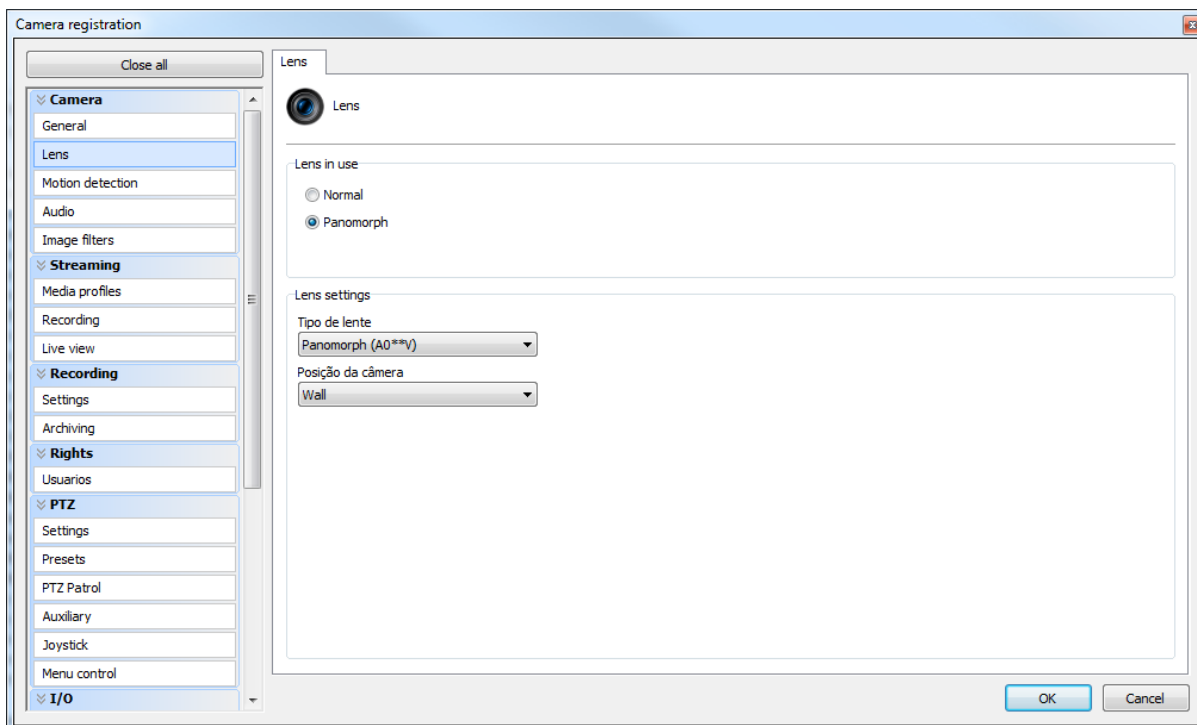 Camera registration
Close all
Camera
General
Lens
Motion detection
Audio
Image filters
Streaming
Media profiles
Recording
Live view
Recording
Settings
Archiving
Rights
Usuarios
PTZ
Settings
Presets
PTZ Patrol
Auxiliary
Joystick
Menu control
I/O
Lens
Lens
Lens in use
Normal
Panomorph
Lens settings
Tipo de lente
Panomorph (A0**V)
Posição da câmera
Wall
OK Cancel